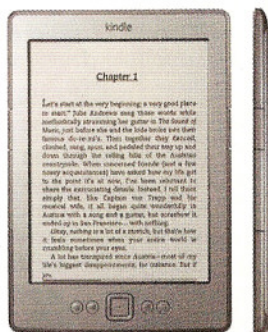 kindle
Chapter 1
Let's start at the very beginning; a very good place
to start." Julie Andrews sang those words while
methodically strumming her guitar in The Sound of
Music, just before she and the kids broke into their
famous do-re-mi's. Then together they danced,
climbed, sang, spun, and pedaled their way up and
down through the rolling hills of the Austrian
countryside. When concerned friends (and a few
nosey acquaintances) have asked how my life got
to the point it's at now, I've been reluctant to
share the excruciating details. Instead, I tell them
simply that, like Captain von Trapp and his
musical wife, it all began quite wonderfully in
Austria with a song and a guitar, but somehow it
ended up in San Francisco... with nothing.
Okay, nothing is a bit of a stretch, but that's how
it feels sometimes when your entire world is
crumbling before your eyes.
A lot has transpired since Austria—most of my
life's biggest disappointments, for instance. But if